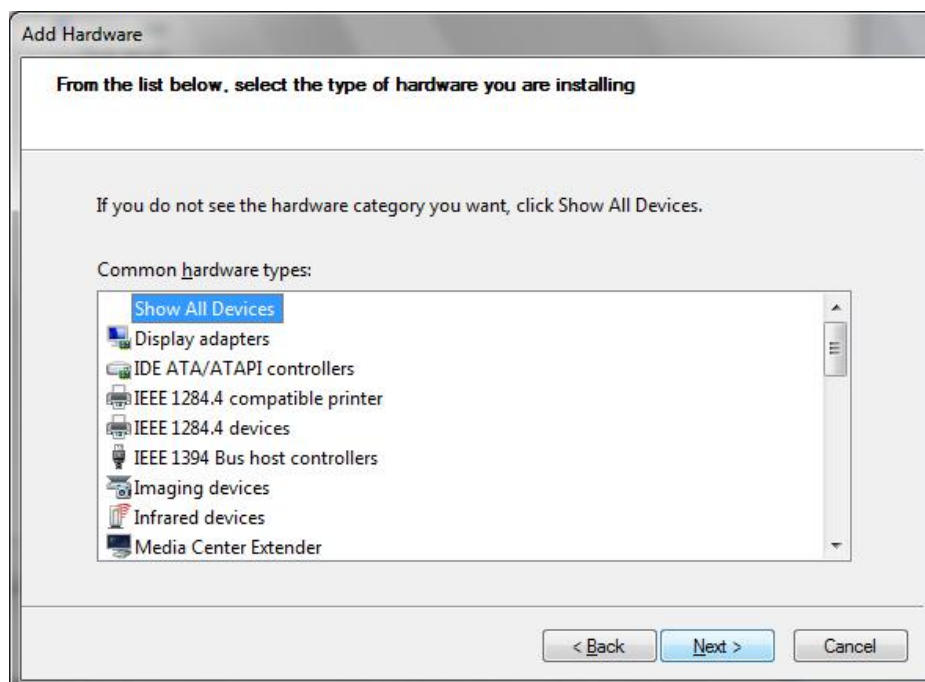 Add Hardware
From the list below, select the type of hardware you are installing
If you do not see the hardware category you want, click Show All Devices.
Common hardware types:
Show All Devices
Display adapters
IDE ATA/ATAPI controllers
IEEE 1284.4 compatible printer
IEEE 1284.4 devices
IEEE 1394 Bus host controllers
Imaging devices
Infrared devices
Media Center Extender
< Back Next > Cancel